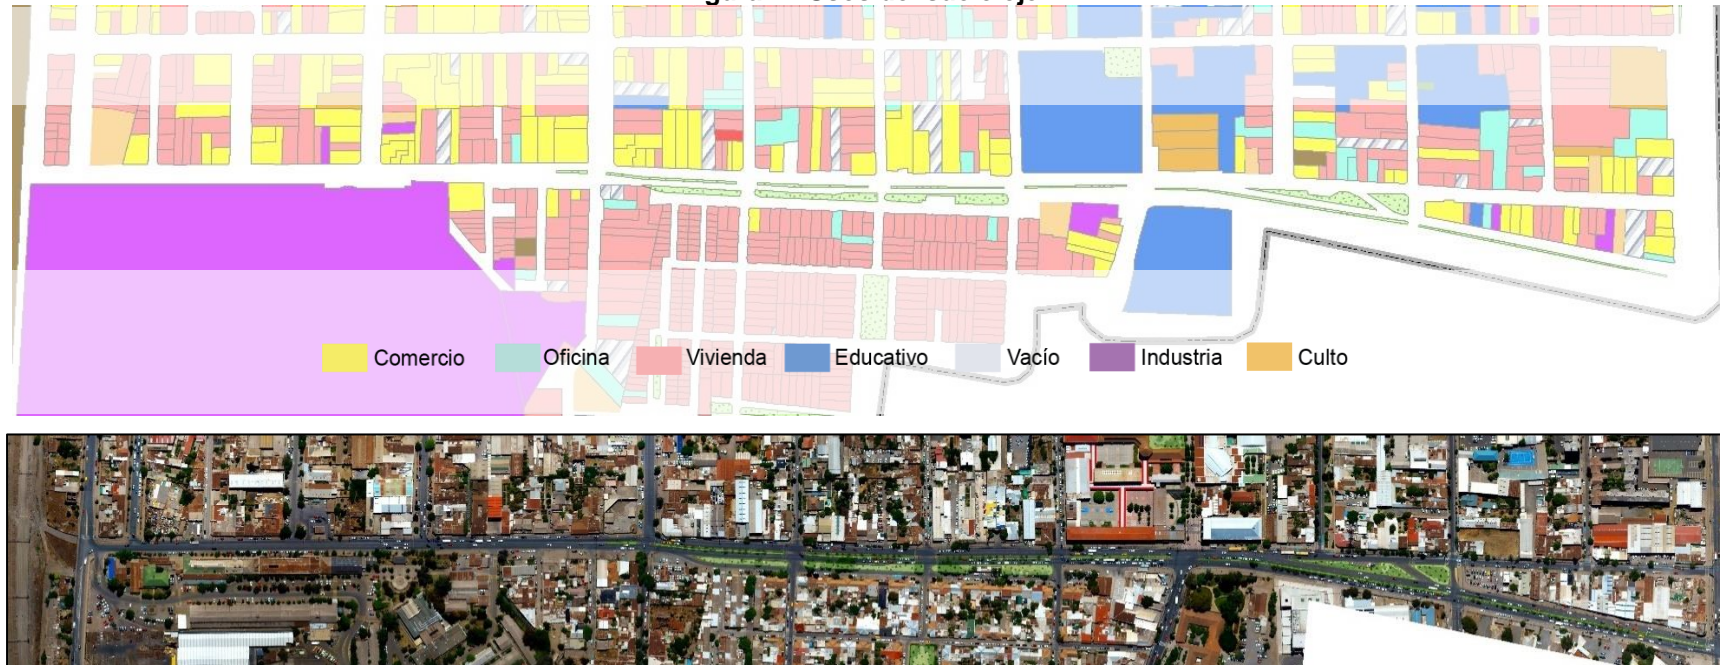 Comercio
Oficina
Vivienda
Educativo
Vacío
Industria
Culto